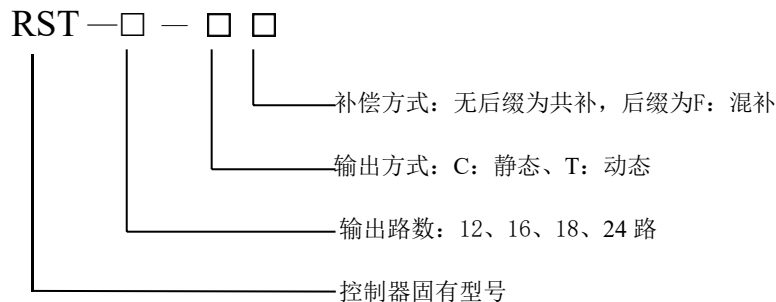 RST—□—□□
补偿方式：无后缀为共补，后缀为F：混补
输出方式：C：静态、T：动态
输出路数：12、16、18、24 路
控制器固有型号